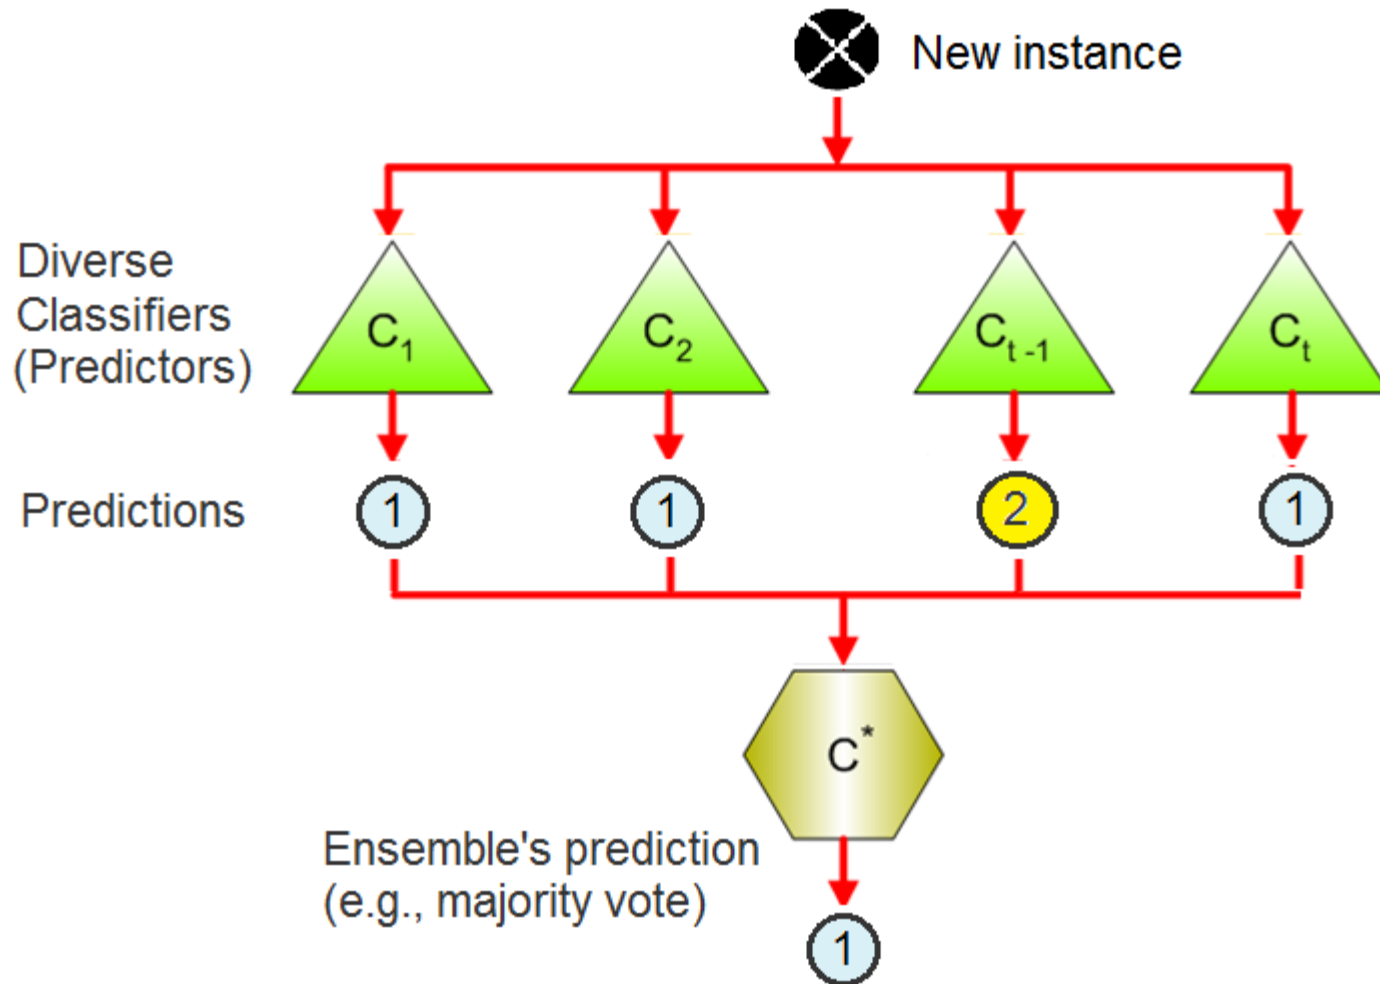 New instance
Diverse
Classifiers
(Predictors)
C₁
C₂
Cₜ ₋₁
Cₜ
Predictions
1
1
2
1
C*
Ensemble's prediction
(e.g., majority vote)
1